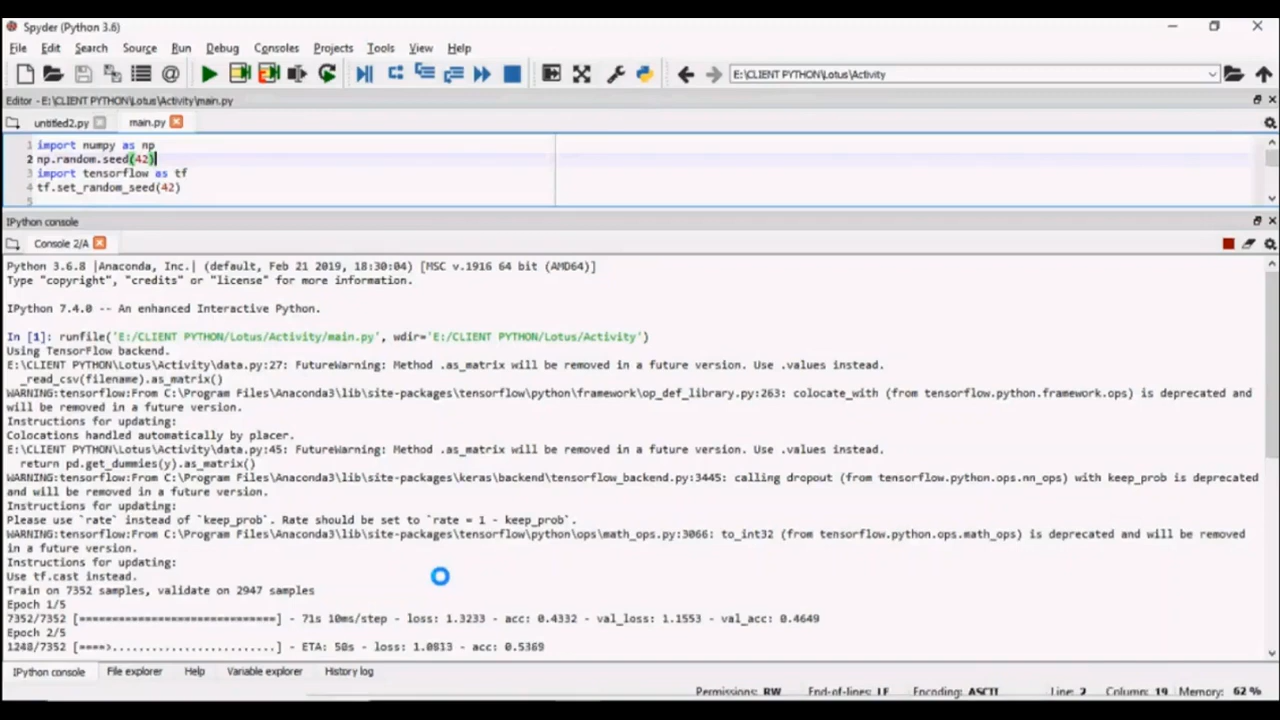 Spyder (Python 3.6)
File Edit Search Source Run Debug Consoles Projects Tools View Help
E:\CLIENT PYTHON\Lotus\Activity
Editor - E:\CLIENT PYTHON\Lotus\Activity\main.py
untitled2.py main.py
1 import numpy as np
2 np.random.seed(42)
3 import tensorflow as tf
4 tf.set_random_seed(42)
5
IPython console
Console 2/A
Python 3.6.8 |Anaconda, Inc.| (default, Feb 21 2019, 18:30:04) [MSC v.1916 64 bit (AMD64)]
Type "copyright", "credits" or "license" for more information.
IPython 7.4.0 -- An enhanced Interactive Python.
In [1]: runfile('E:/CLIENT PYTHON/Lotus/Activity/main.py', wdir='E:/CLIENT PYTHON/Lotus/Activity')
Using TensorFlow backend.
E:\CLIENT PYTHON\Lotus\Activity\data.py:27: FutureWarning: Method .as_matrix will be removed in a future version. Use .values instead.
_read_csv(filename).as_matrix()
WARNING:tensorflow:From C:\Program Files\Anaconda3\lib\site-packages\tensorflow\python\framework\op_def_library.py:263: colocate_with (from tensorflow.python.framework.ops) is deprecated and
will be removed in a future version.
Instructions for updating:
Colocations handled automatically by placer.
E:\CLIENT PYTHON\Lotus\Activity\data.py:45: FutureWarning: Method .as_matrix will be removed in a future version. Use .values instead.
return pd.get_dummies(y).as_matrix()
WARNING:tensorflow:From C:\Program Files\Anaconda3\lib\site-packages\keras\backend\tensorflow_backend.py:3445: calling dropout (from tensorflow.python.ops.nn_ops) with keep_prob is deprecated
and will be removed in a future version.
Instructions for updating:
Please use `rate` instead of `keep_prob`. Rate should be set to `rate = 1 - keep_prob`.
WARNING:tensorflow:From C:\Program Files\Anaconda3\lib\site-packages\tensorflow\python\ops\math_ops.py:3066: to_int32 (from tensorflow.python.ops.math_ops) is deprecated and will be removed
in a future version.
Instructions for updating:
Use tf.cast instead.
Train on 7352 samples, validate on 2947 samples
Epoch 1/5
7352/7352 [==============================] - 71s 10ms/step - loss: 1.3233 - acc: 0.4332 - val_loss: 1.1553 - val_acc: 0.4649
Epoch 2/5
1248/7352 [====>.........................] - ETA: 50s - loss: 1.0813 - acc: 0.5369
IPython console File explorer Help Variable explorer History log
Permissions: RW End-of-lines: LF Encoding: ASCII Line: 2 Column: 19 Memory: 62 %